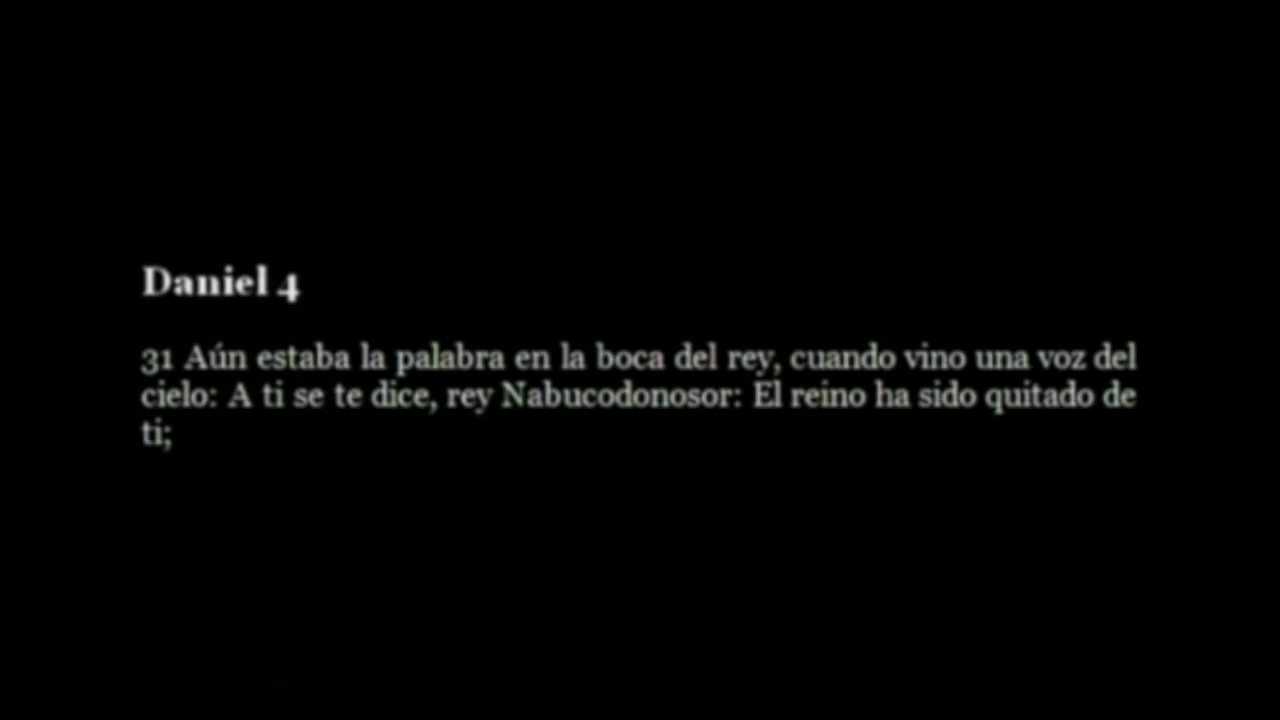 Daniel 4
31 Aún estaba la palabra en la boca del rey, cuando vino una voz del
cielo: A ti se te dice, rey Nabucodonosor: El reino ha sido quitado de
ti;